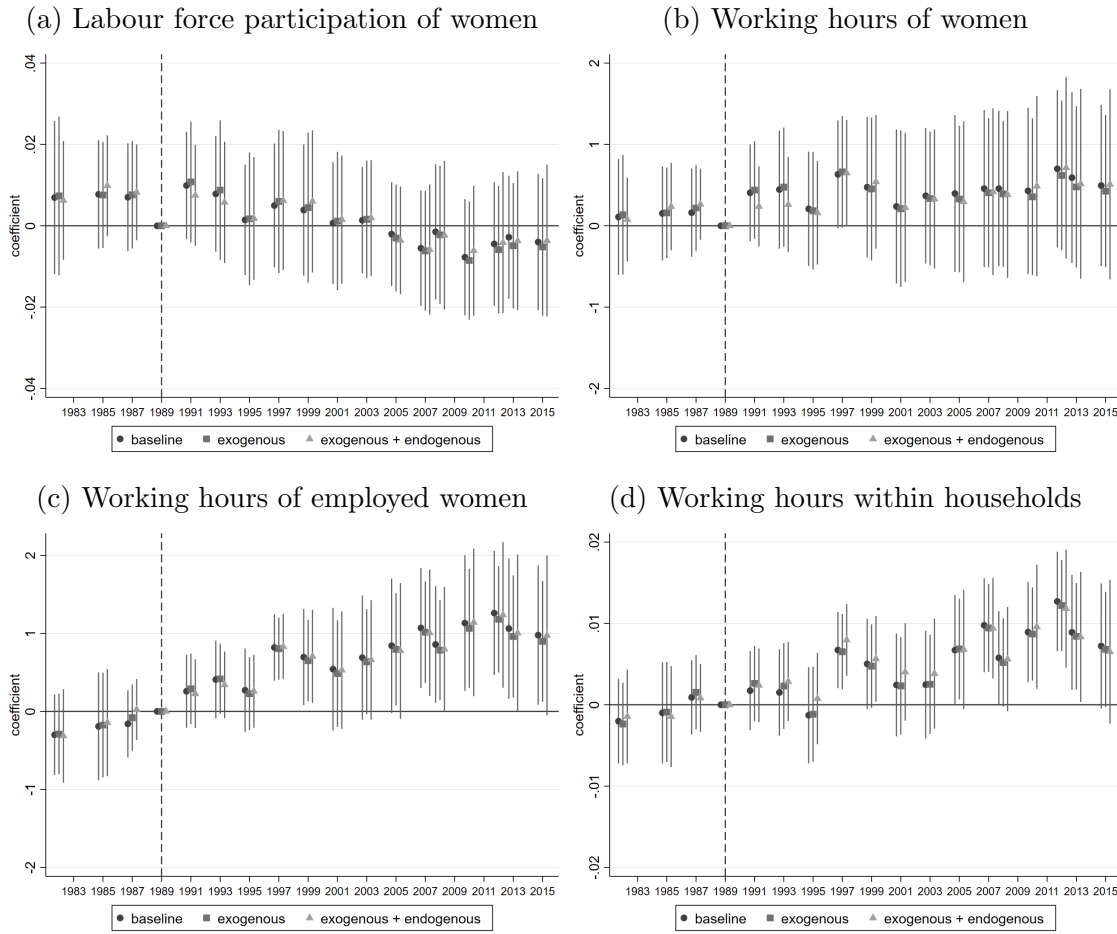 (a) Labour force participation of women
.04
.02
0
-.02
-.04
coefficient
1983 1985 1987 1989 1991 1993 1995 1997 1999 2001 2003 2005 2007 2009 2011 2013 2015
baseline exogenous exogenous + endogenous
(b) Working hours of women
2
1
0
-1
-2
coefficient
1983 1985 1987 1989 1991 1993 1995 1997 1999 2001 2003 2005 2007 2009 2011 2013 2015
baseline exogenous exogenous + endogenous
(c) Working hours of employed women
2
1
0
-1
-2
coefficient
1983 1985 1987 1989 1991 1993 1995 1997 1999 2001 2003 2005 2007 2009 2011 2013 2015
baseline exogenous exogenous + endogenous
(d) Working hours within households
.02
.01
0
-.01
-.02
coefficient
1983 1985 1987 1989 1991 1993 1995 1997 1999 2001 2003 2005 2007 2009 2011 2013 2015
baseline exogenous exogenous + endogenous